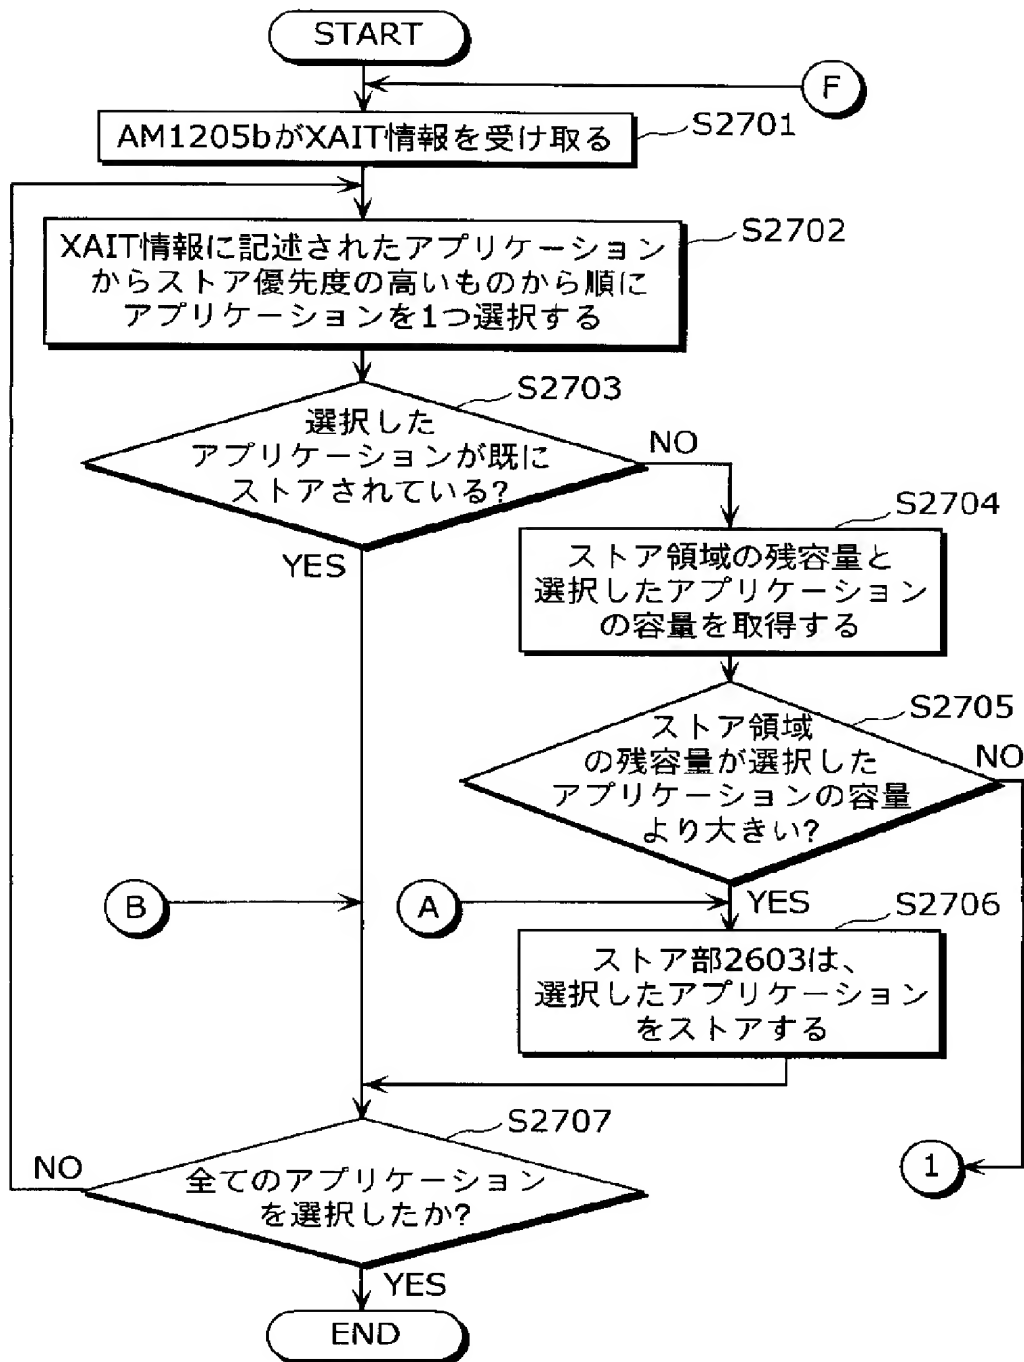 START
F
S2701
AM1205bがXAIT情報を受け取る
S2702
XAIT情報に記述されたアプリケーション
からストア優先度の高いものから順に
アプリケーションを1つ選択する
S2703
選択した
アプリケーションが既に
ストアされている?
NO
YES
S2704
ストア領域の残容量と
選択したアプリケーション
の容量を取得する
S2705
ストア領域
の残容量が選択した
アプリケーションの容量
より大きい?
NO
YES
B
A
S2706
ストア部2603は、
選択したアプリケーション
をストアする
S2707
全てのアプリケーション
を選択したか?
NO
YES
1
END